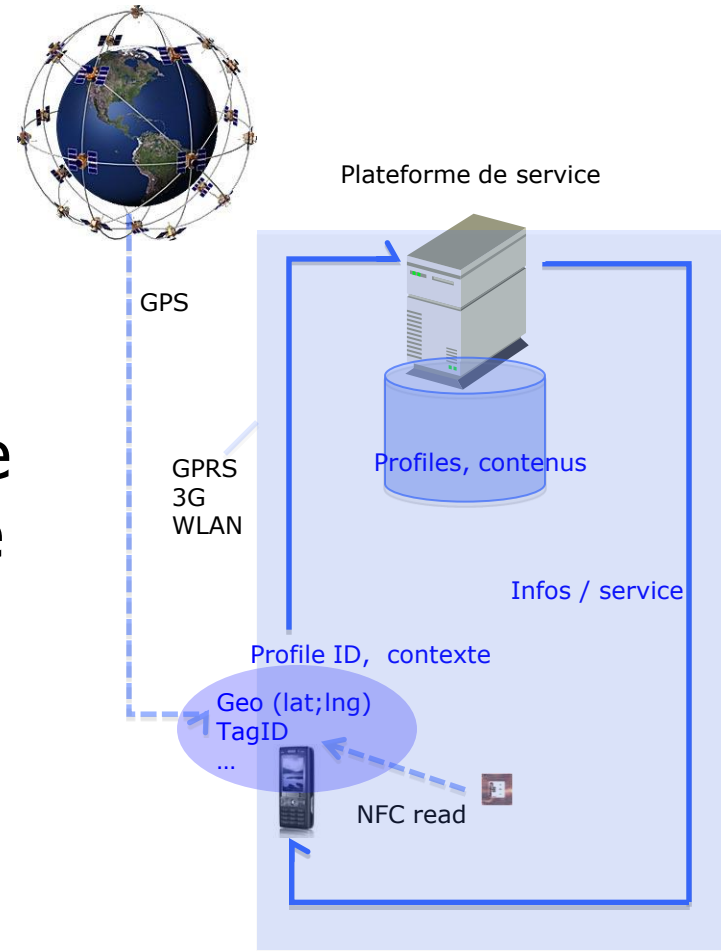 Plateforme de service
GPS
GPRS
3G
WLAN
Profiles, contenus
Infos / service
Profile ID, contexte
Geo (lat;lng)
TagID
...
NFC read